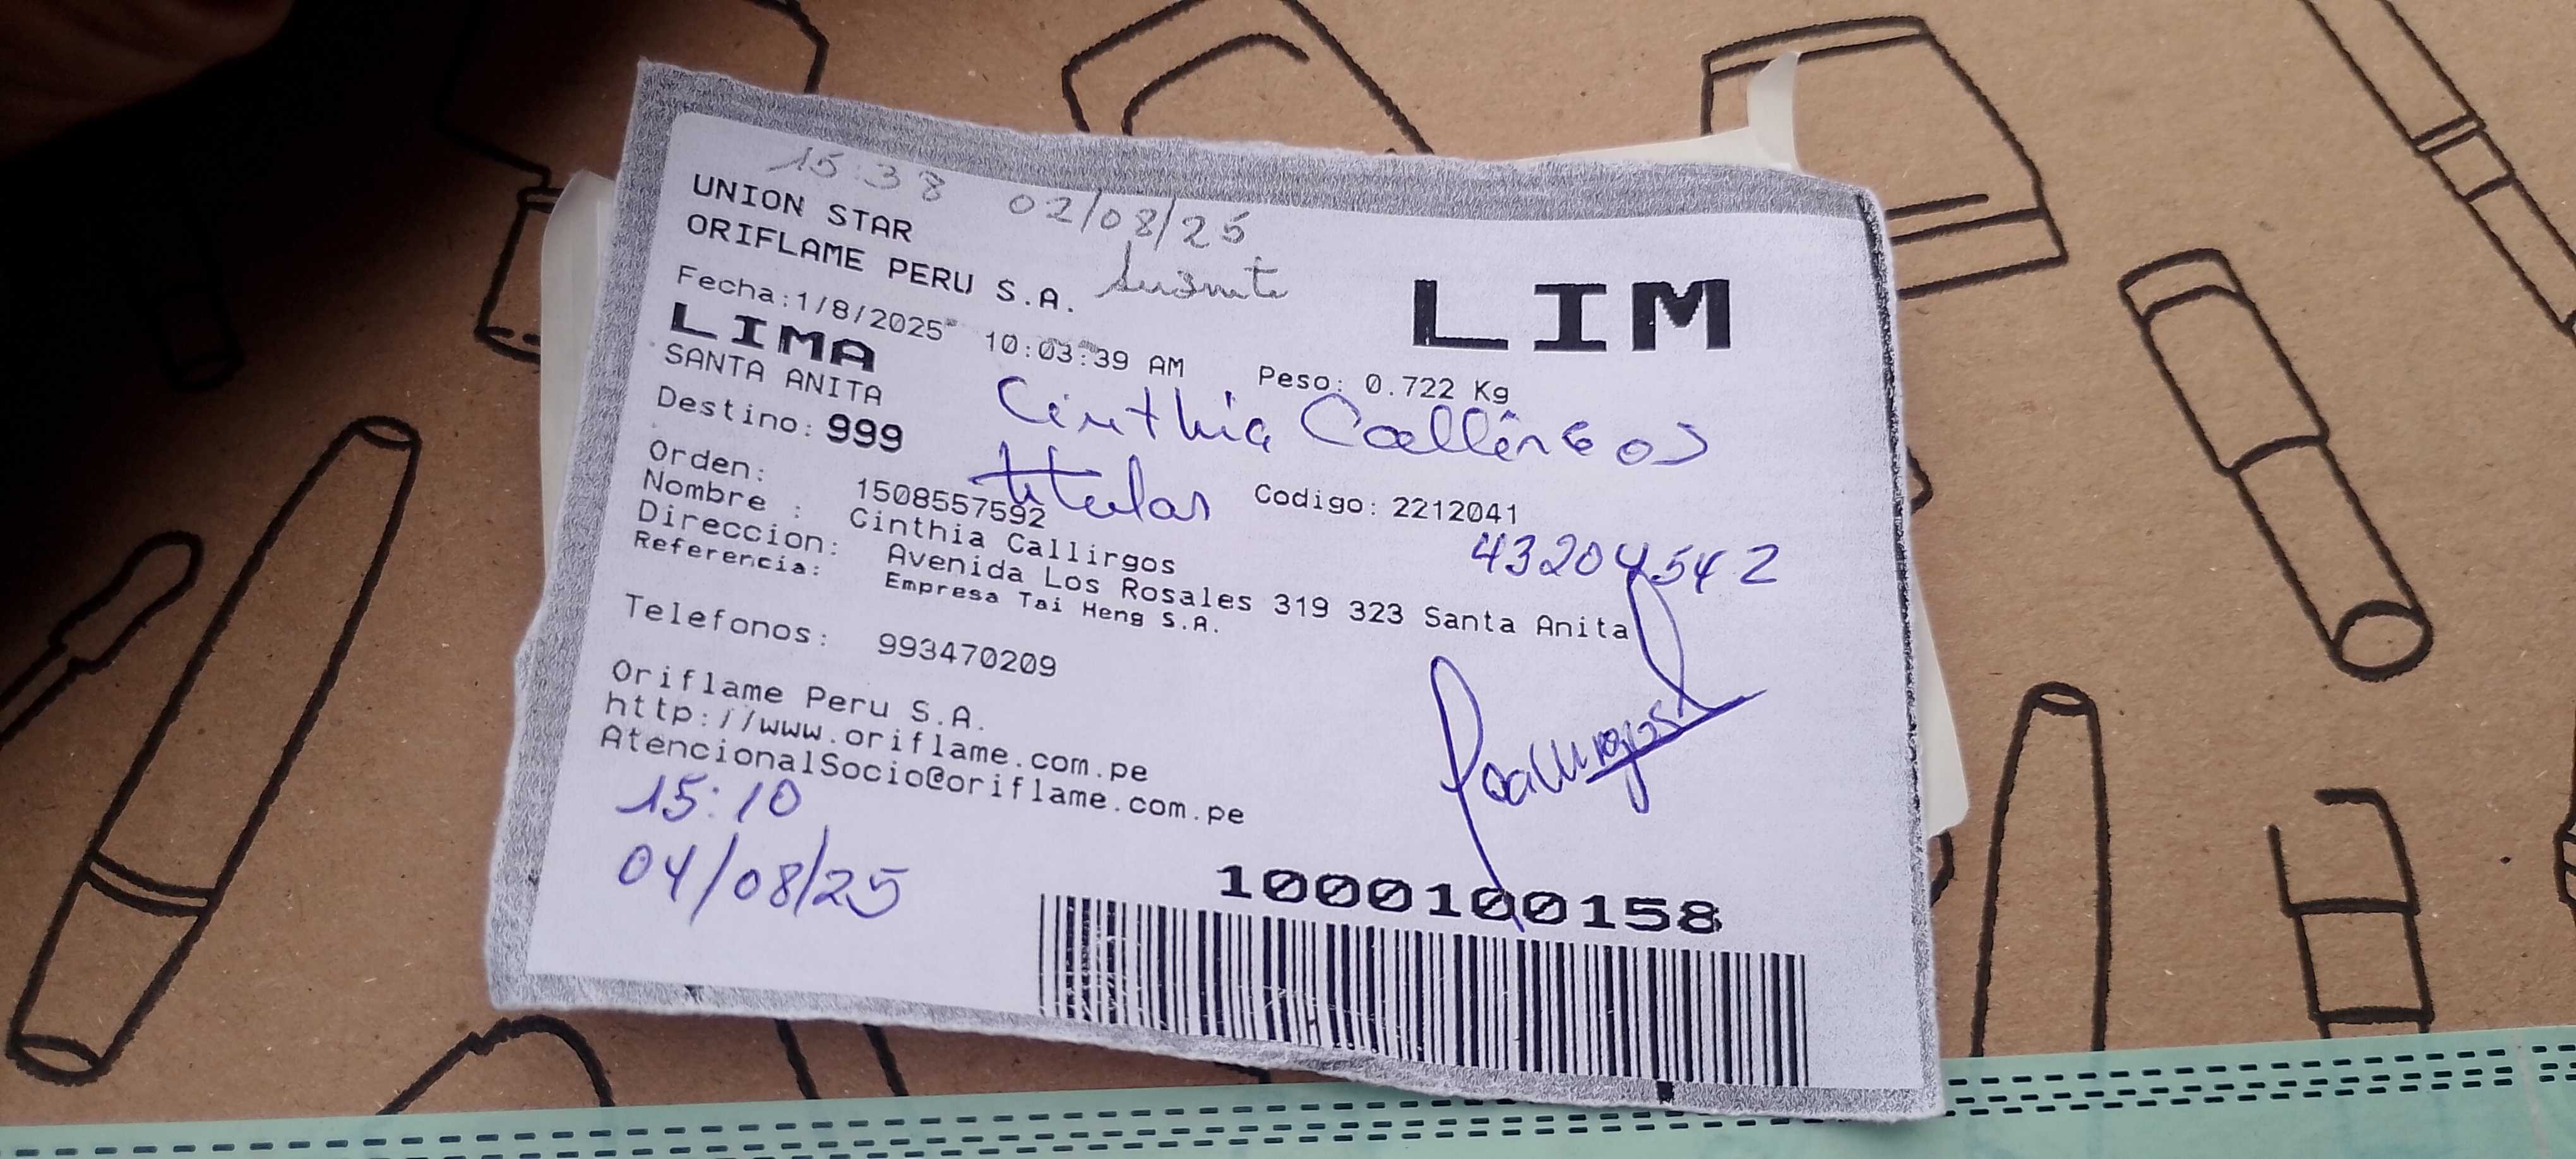 15:38 02/08/25
UNION STAR
ORIFLAME PERU S.A.
LIM
Fecha:1/8/2025 10:03:39 AM Peso: 0.722 Kg
LIMA
SANTA ANITA
Cinthia Callirgos
Destino: 999
titular
Orden: 1508557592 Codigo: 2212041
Nombre : Cinthia Callirgos
43204542
Direccion: Avenida Los Rosales 319 323 Santa Anita
Referencia: Empresa Tai Heng S.A.
Telefonos: 993470209
Oriflame Peru S.A.
http://www.oriflame.com.pe
AtencionalSocio@oriflame.com.pe
15:10
04/08/25
1000100158